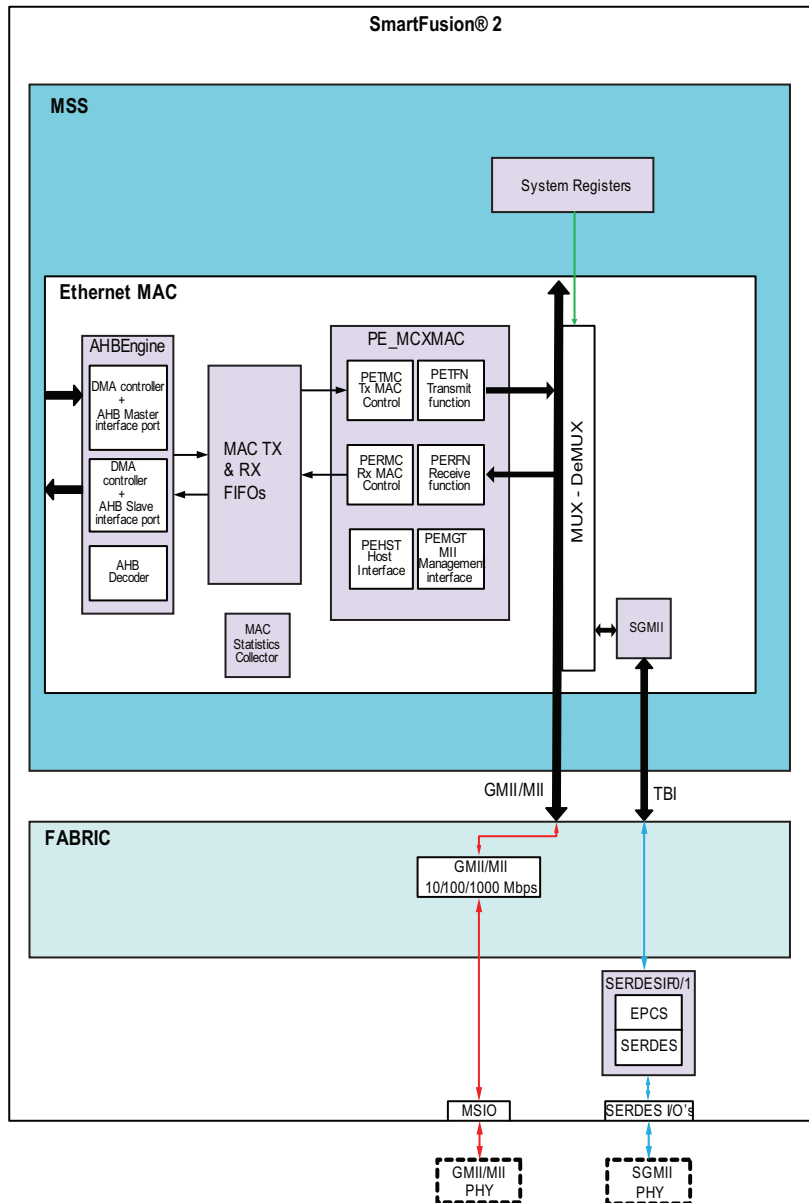 SmartFusion® 2
MSS
System Registers
Ethernet MAC
AHBEngine
DMA controller
+
AHB Master
interface port
DMA
controller
+
AHB Slave
interface port
AHB
Decoder
MAC TX
& RX
FIFOs
MAC
Statistics
Collector
PE_MCXMAC
PETMC
Tx MAC
Control
PETFN
Transmit
function
PERMC
Rx MAC
Control
PERFN
Receive
function
PEHST
Host
Interface
PEMGT
MII
Management
interface
MUX - DeMUX
SGMII
GMII/MII
TBI
FABRIC
GMII/MII
10/100/1000 Mbps
SERDESIF0/1
EPCS
SERDES
MSIO
SERDES I/O's
GMII/MII
PHY
SGMII
PHY